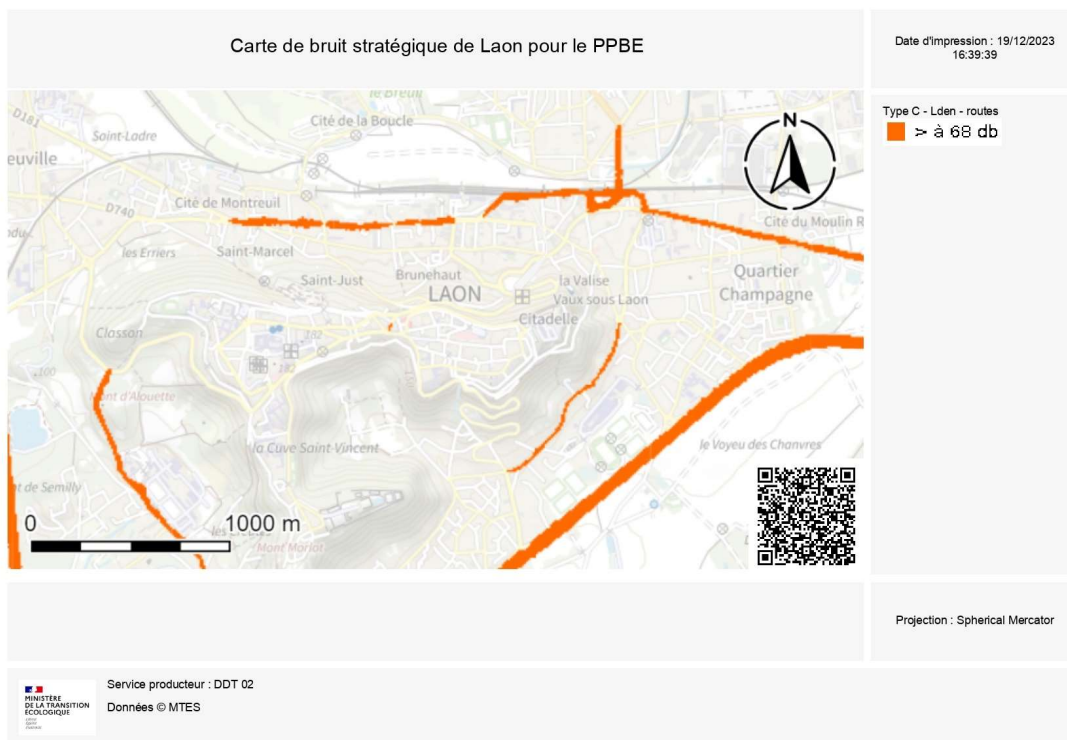 Carte de bruit stratégique de Laon pour le PPBE
Date d'impression : 19/12/2023
16:39:39
Type C - Lden - routes
> à 68 db
le Breuil
D181
Saint-Ladre
Cité de la Boucle
N
euville
Cité de Montreuil
D740
Cité du Moulin R
les Erriers
Saint-Marcel
Saint-Just
Brunehaut
LAON
la Valise
Vaux sous Laon
Quartier
Champagne
Citadelle
Classon
182
182
100
Mont d'Alouette
la Cuve Saint-Vincent
le Voyeu des Chanvres
t de Semilly
0
1000 m
Projection : Spherical Mercator
MINISTÈRE
DE LA TRANSITION
ÉCOLOGIQUE
Service producteur : DDT 02
Données © MTES